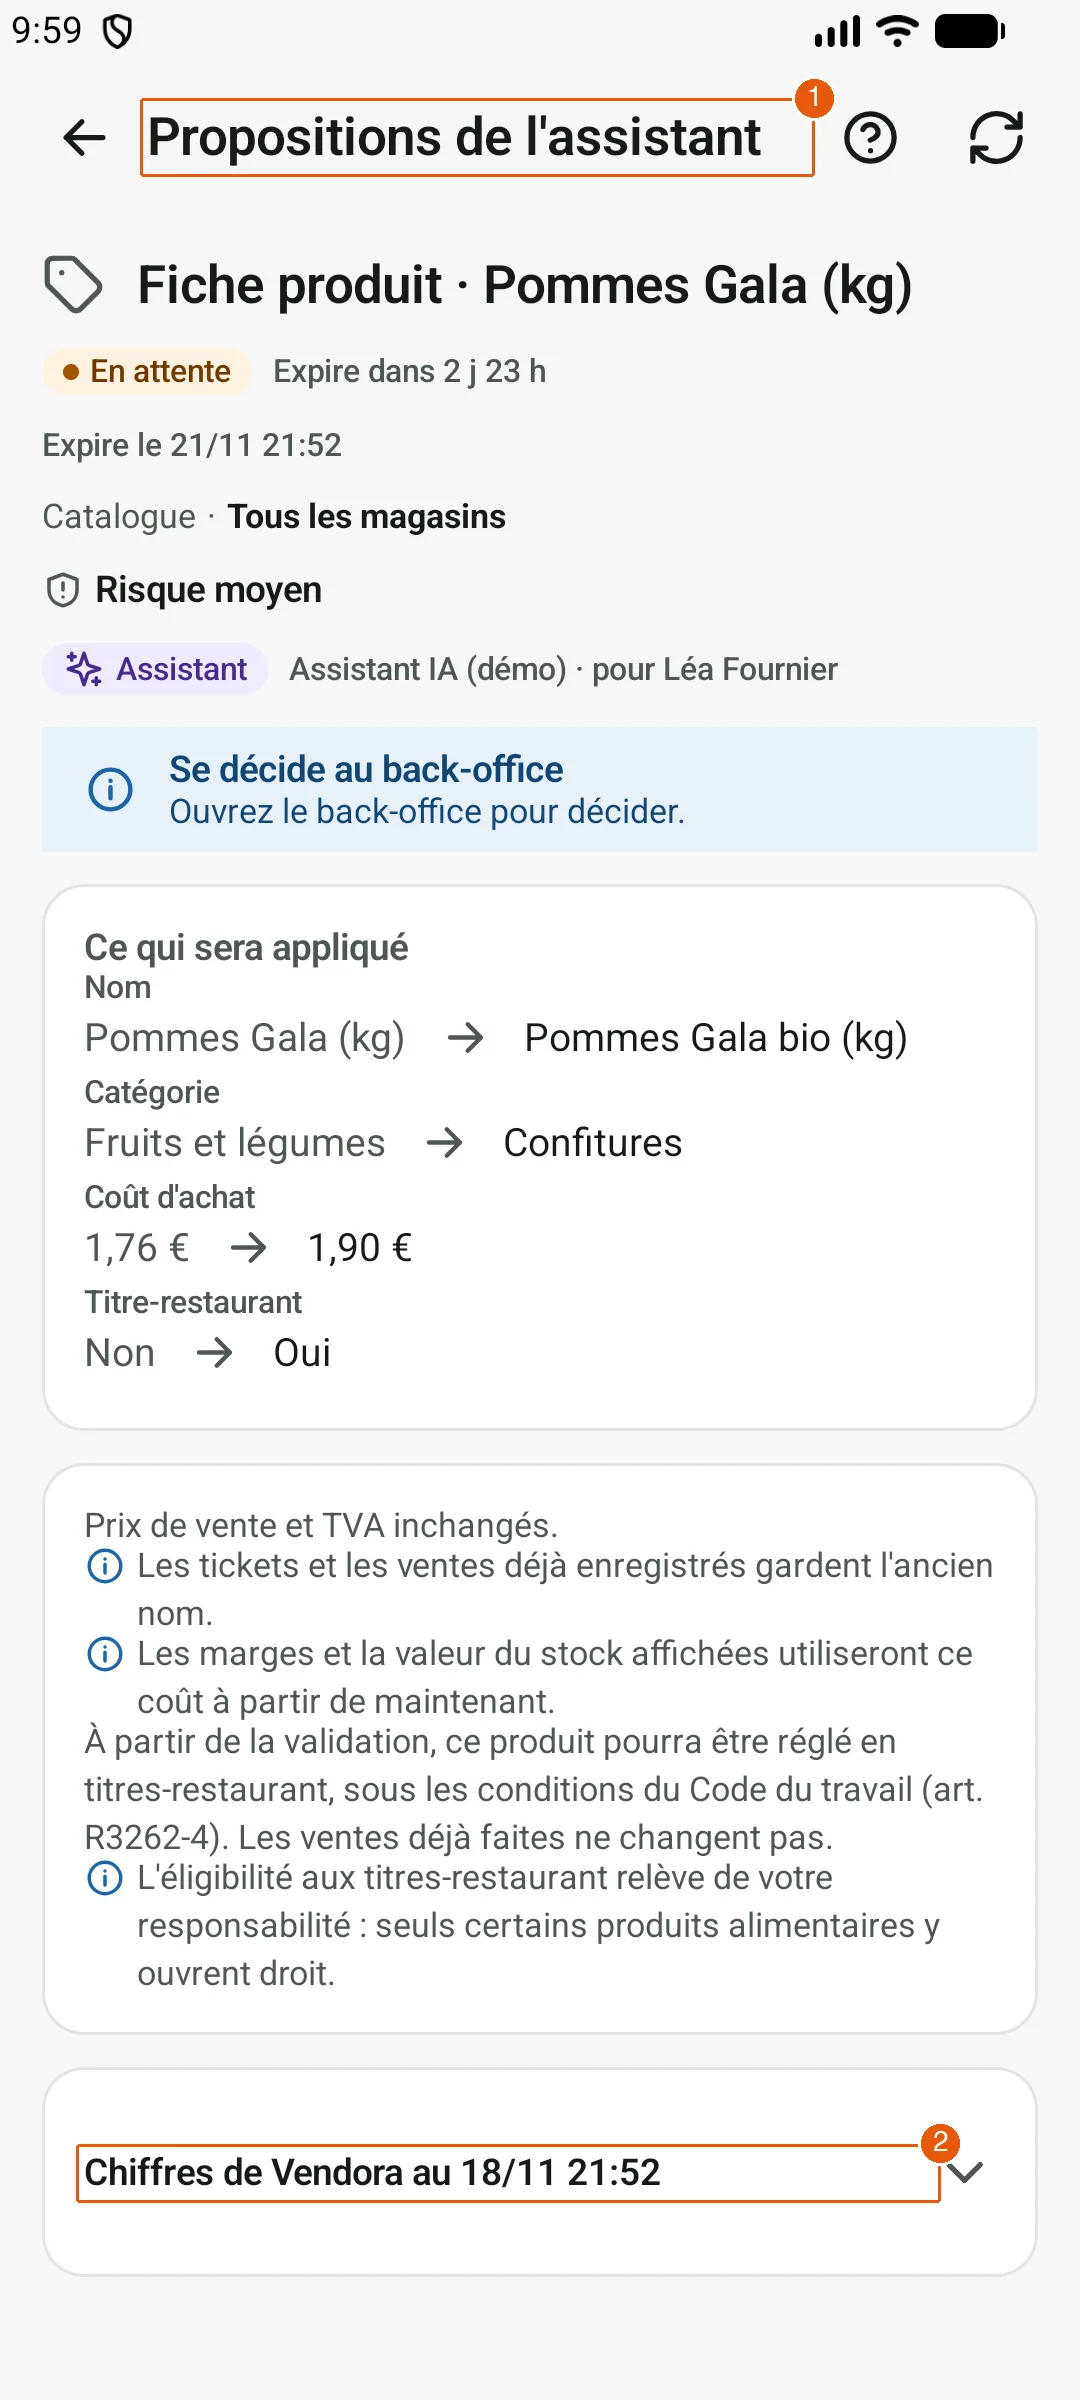 9:59
Propositions de l'assistant
1
Fiche produit · Pommes Gala (kg)
En attente
Expire dans 2 j 23 h
Expire le 21/11 21:52
Catalogue · Tous les magasins
Risque moyen
Assistant
Assistant IA (démo) · pour Léa Fournier
Se décide au back-office
Ouvrez le back-office pour décider.
Ce qui sera appliqué
Nom
Pommes Gala (kg) → Pommes Gala bio (kg)
Catégorie
Fruits et légumes → Confitures
Coût d'achat
1,76 € → 1,90 €
Titre-restaurant
Non → Oui
Prix de vente et TVA inchangés.
Les tickets et les ventes déjà enregistrés gardent l'ancien
nom.
Les marges et la valeur du stock affichées utiliseront ce
coût à partir de maintenant.
À partir de la validation, ce produit pourra être réglé en
titres-restaurant, sous les conditions du Code du travail (art.
R3262-4). Les ventes déjà faites ne changent pas.
L'éligibilité aux titres-restaurant relève de votre
responsabilité : seuls certains produits alimentaires y
ouvrent droit.
Chiffres de Vendora au 18/11 21:52
2